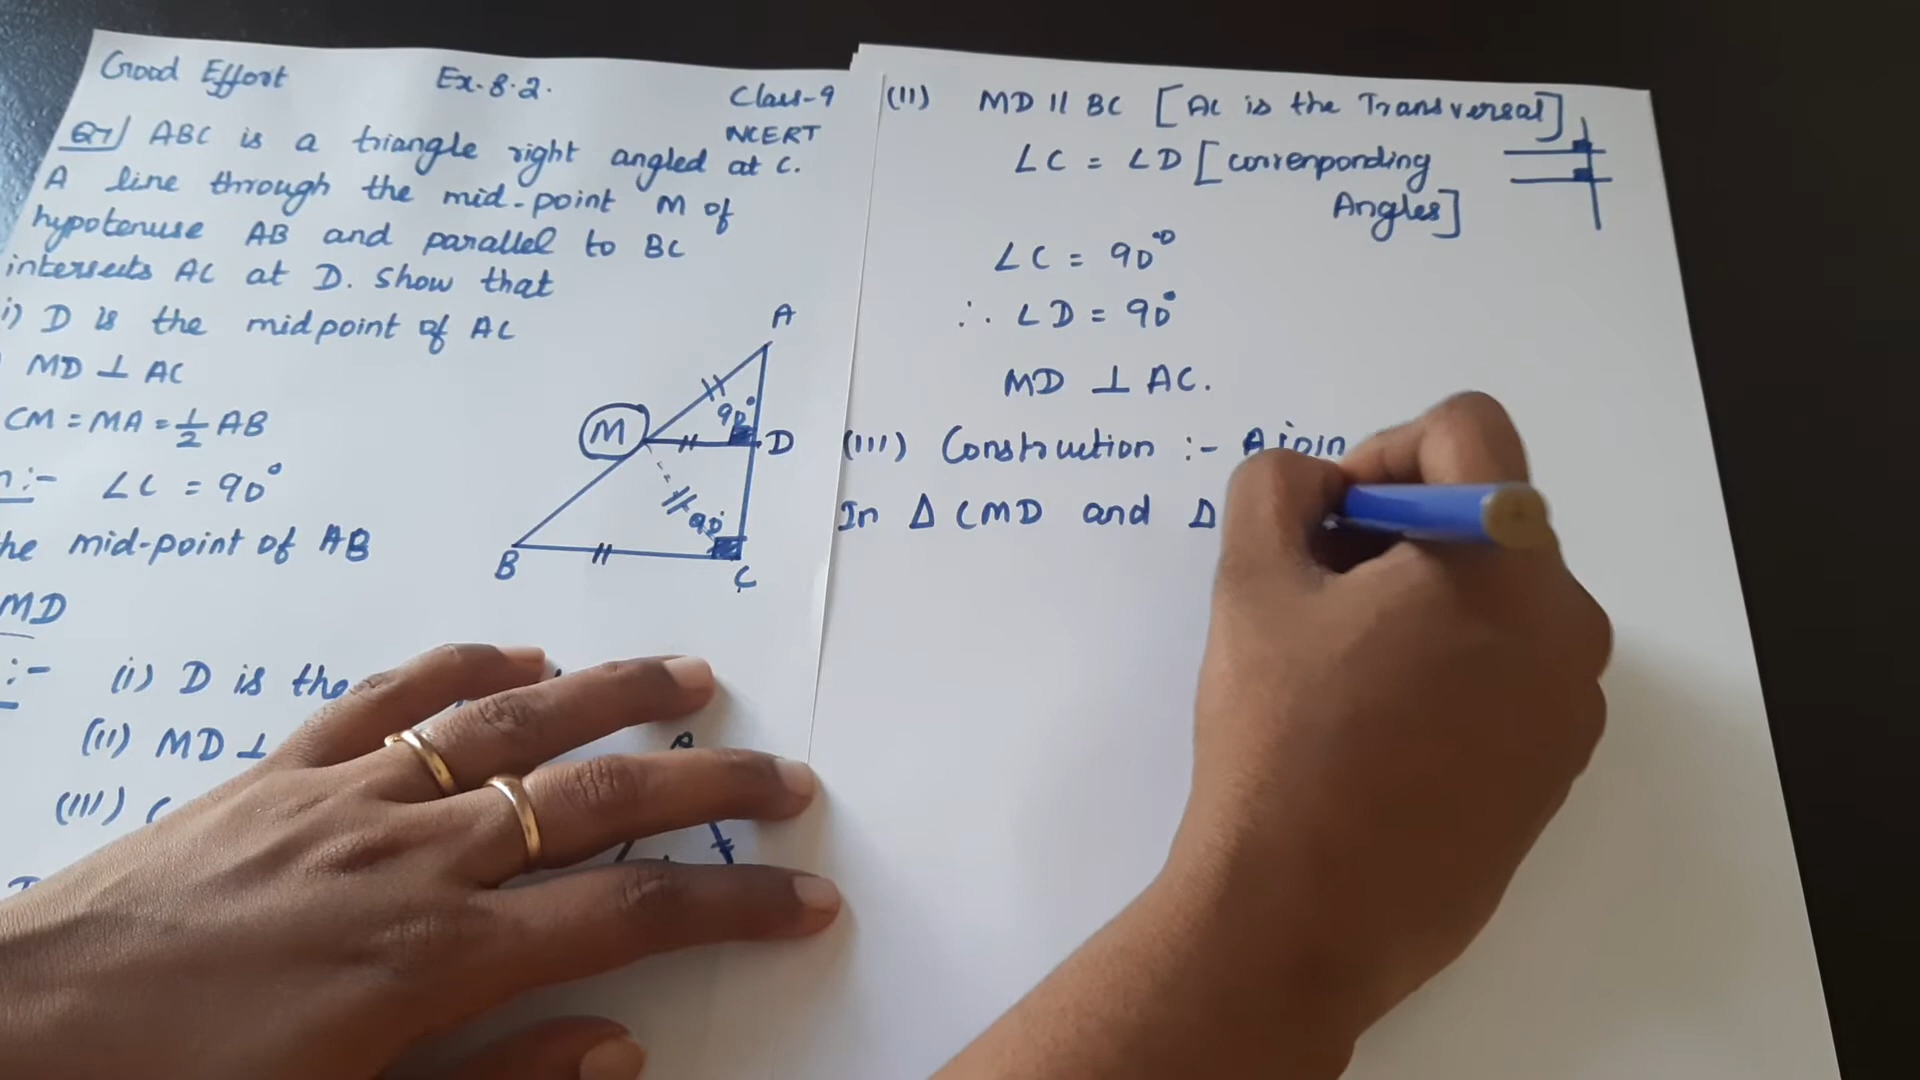 Good Effort Ex-8.2. Class-9
NCERT
Q7/ ABC is a triangle right angled at C.
A line through the mid-point M of
hypotenuse AB and parallel to BC
intersects AC at D. Show that
i) D is the midpoint of AC
MD ⊥ AC
CM = MA = 1/2 AB
:- ∠C = 90°
he mid-point of AB
MD
:- (i) D is the
(ii) MD ⊥
(iii) C
A
M
90°
D
90°
B
C
A
(ii) MD || BC [AC is the Transversal]
∠C = ∠D [corresponding
Angles]
∠C = 90°
∴ ∠D = 90°
MD ⊥ AC.
(iii) Construction :- A join
In Δ CMD and Δ